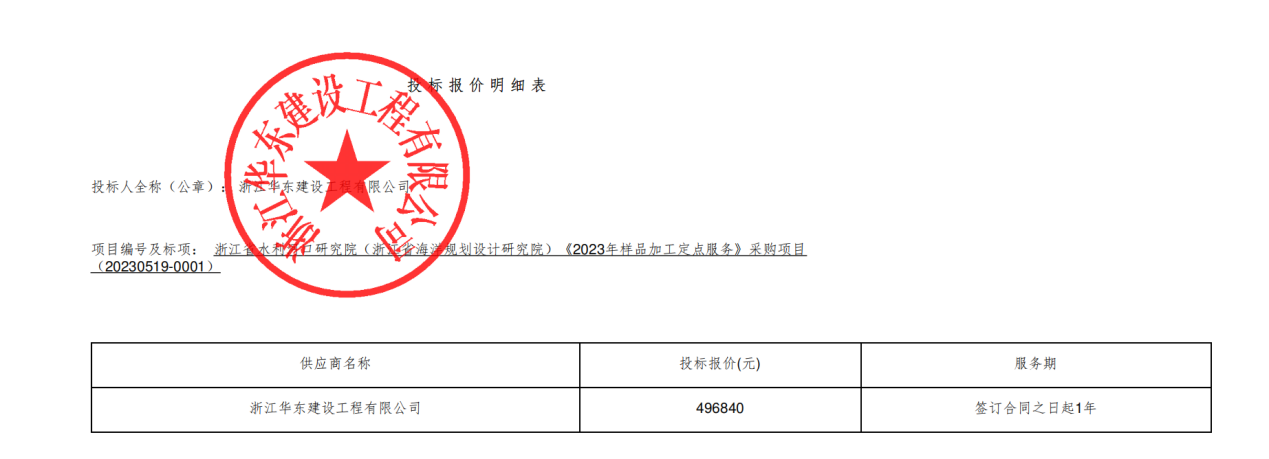 投标报价明细表
浙江华东建设工程有限公司
投标人全称（公章）：浙江华东建设工程有限公司
项目编号及标项： 浙江省水利河口研究院（浙江省海洋规划设计研究院）《2023年样品加工定点服务》采购项目
（20230519-0001）
供应商名称 投标报价(元) 服务期
浙江华东建设工程有限公司 496840 签订合同之日起1年